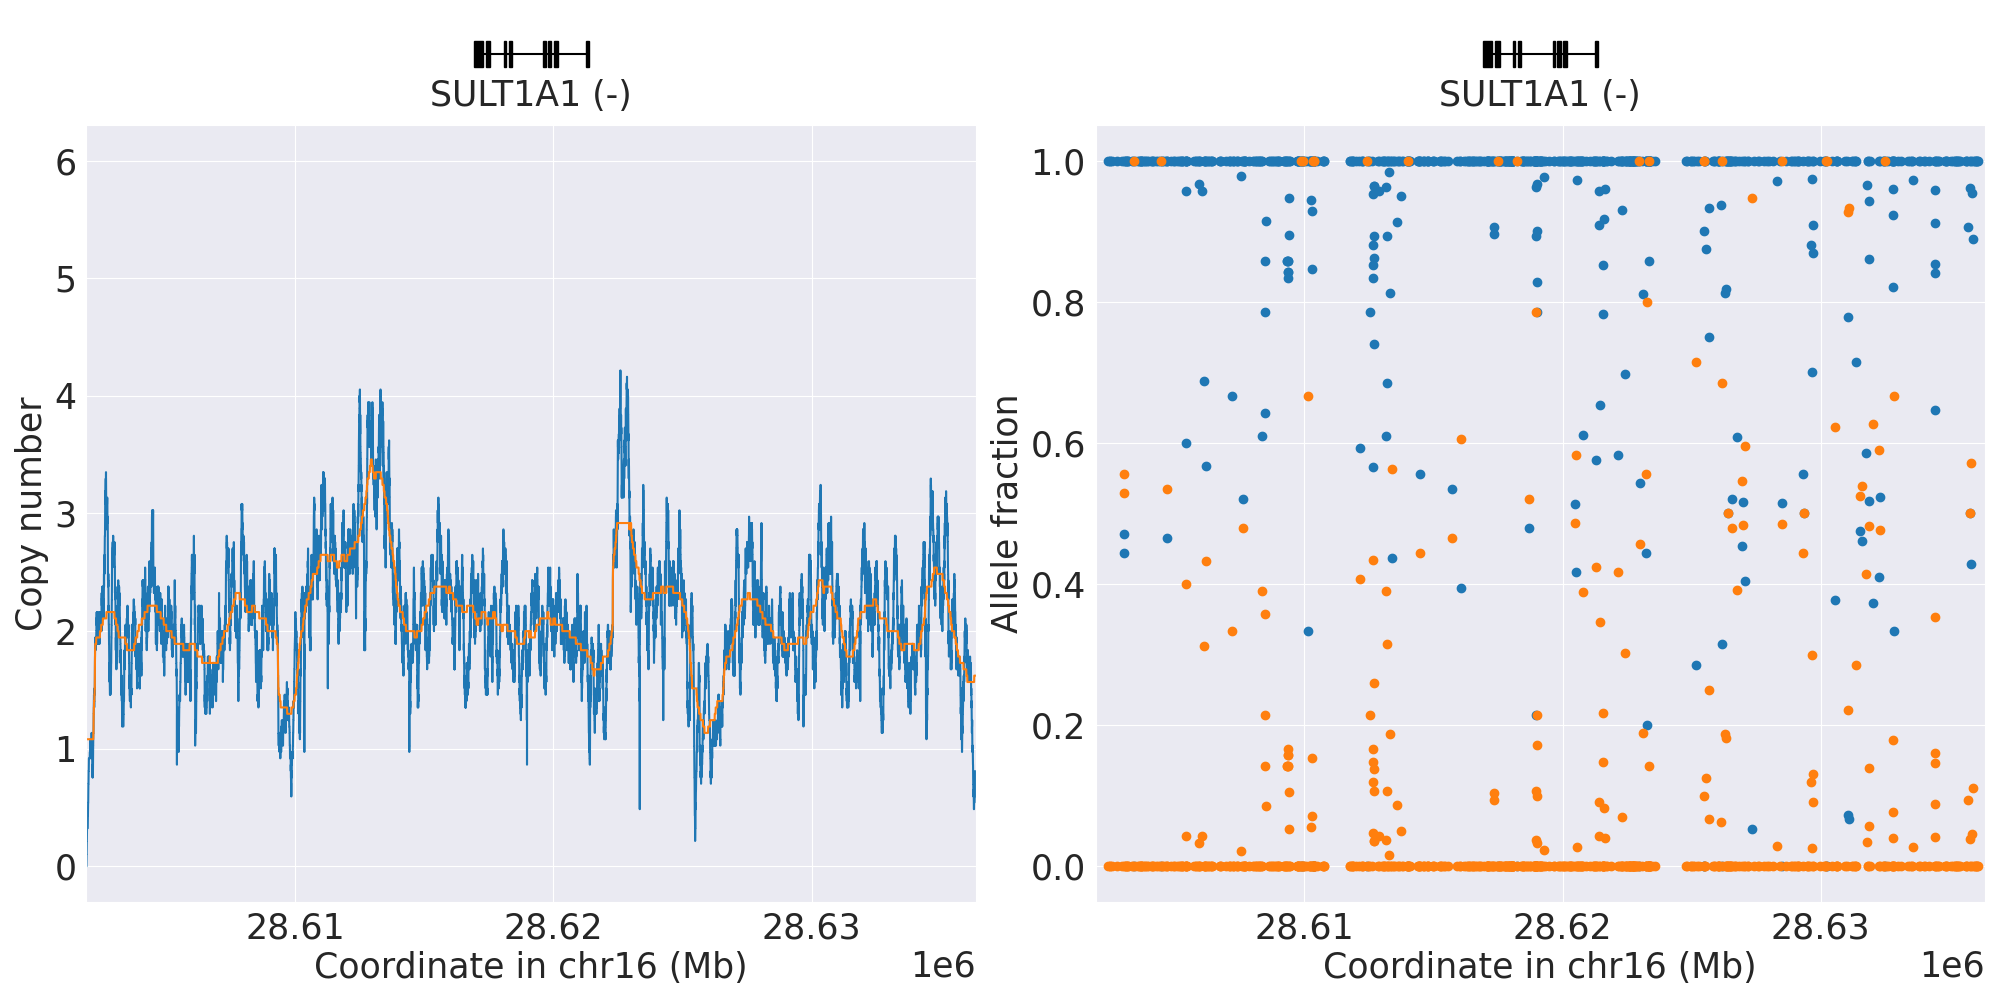 SULT1A1 (-)
Copy number
6
5
4
3
2
1
0
28.61
28.62
28.63
Coordinate in chr16 (Mb)
1e6
SULT1A1 (-)
Allele fraction
1.0
0.8
0.6
0.4
0.2
0.0
28.61
28.62
28.63
Coordinate in chr16 (Mb)
1e6